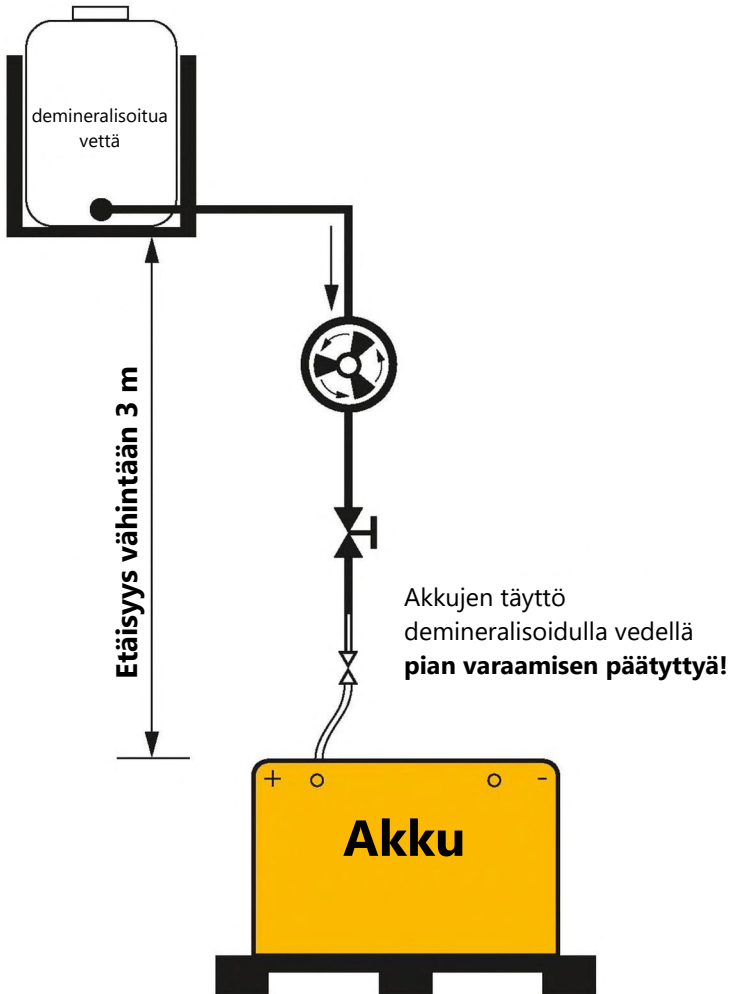 demineralisoitua
vettä
Etäisyys vähintään 3 m
Akkujen täyttö
demineralisoidulla vedellä
pian varaamisen päätyttyä!
+ -
Akku